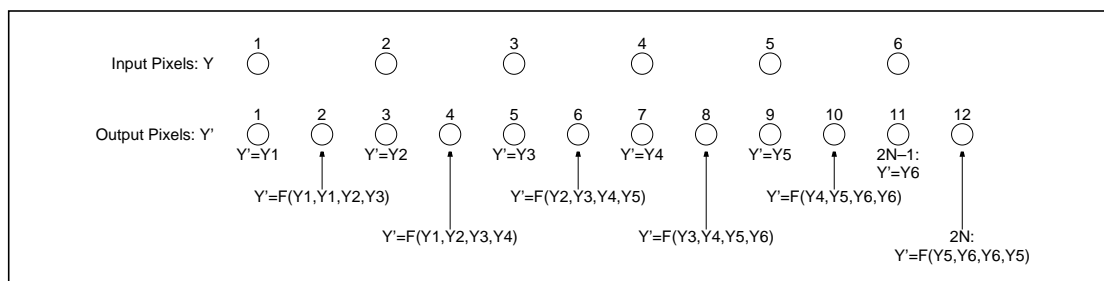 1 2 3 4 5 6
Input Pixels: Y
1 2 3 4 5 6 7 8 9 10 11 12
Output Pixels: Y’
Y’=Y1 Y’=Y2 Y’=Y3 Y’=Y4 Y’=Y5 2N–1:
Y’=Y6
Y’=F(Y1,Y1,Y2,Y3) Y’=F(Y2,Y3,Y4,Y5) Y’=F(Y4,Y5,Y6,Y6)
Y’=F(Y1,Y2,Y3,Y4) Y’=F(Y3,Y4,Y5,Y6) 2N:
Y’=F(Y5,Y6,Y6,Y5)